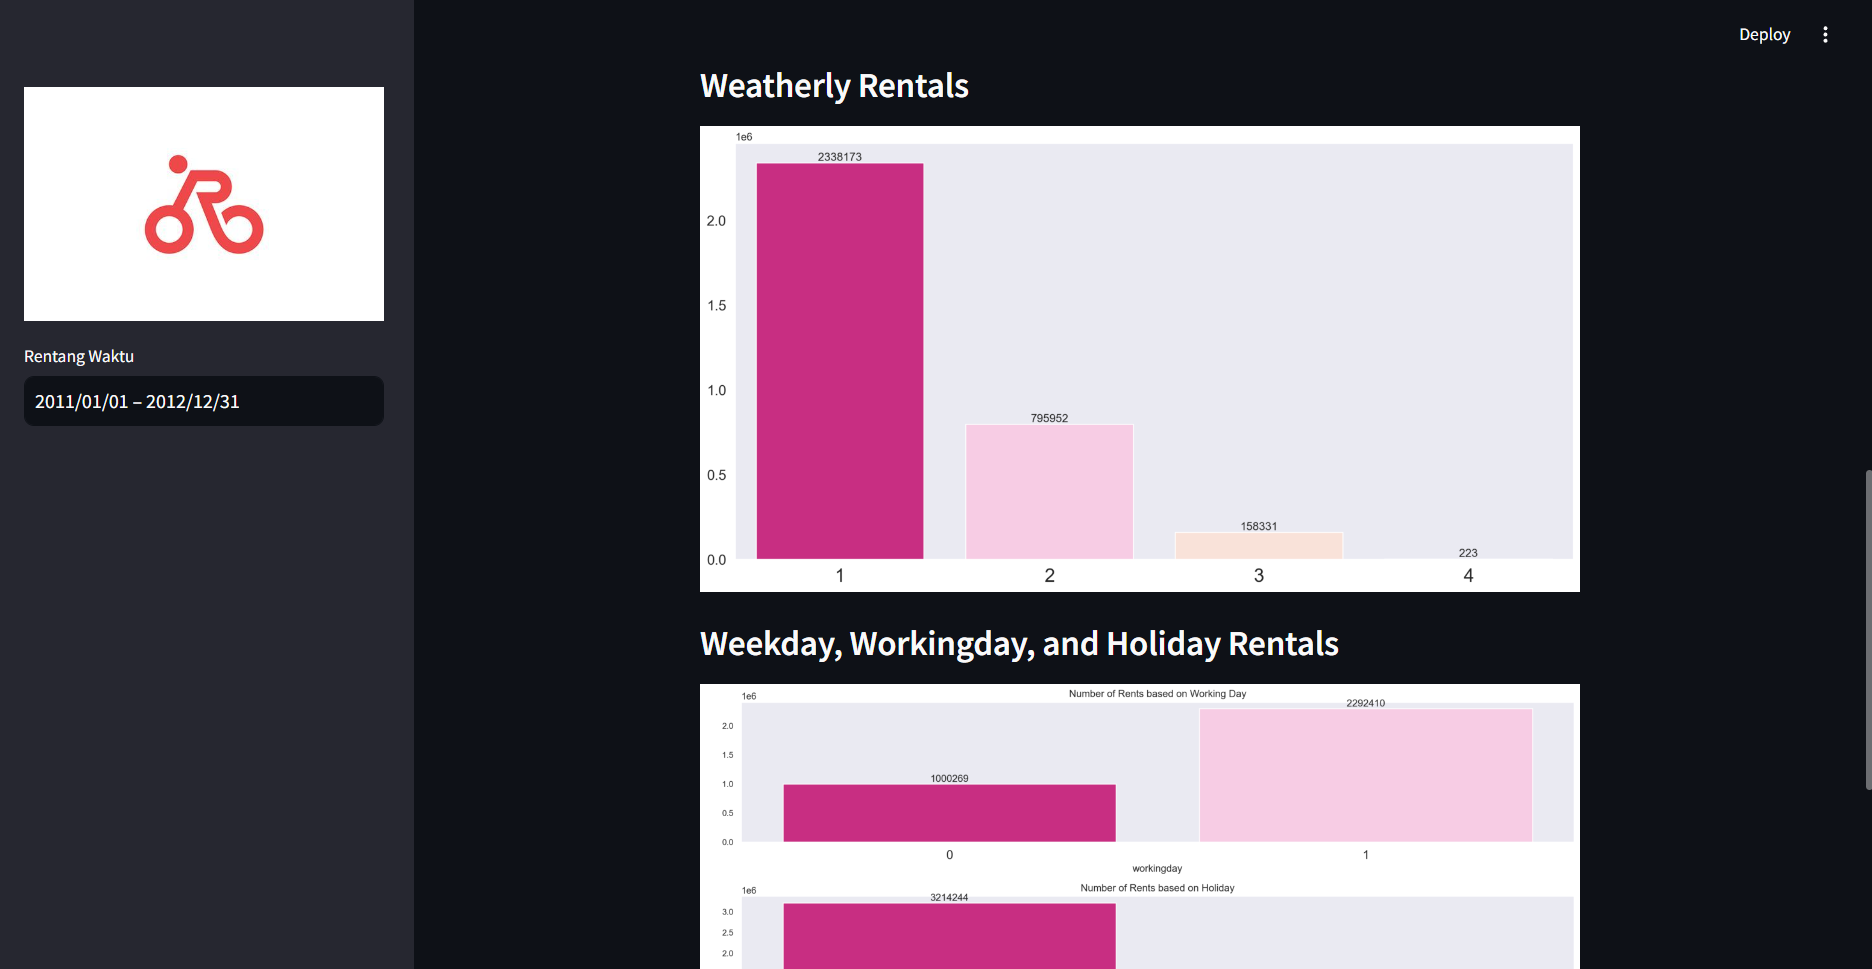 Deploy
Rentang Waktu
2011/01/01 – 2012/12/31
Weatherly Rentals
1e6
2338173
2.0
1.5
1.0
795952
0.5
158331
223
0.0
1
2
3
4
Weekday, Workingday, and Holiday Rentals
Number of Rents based on Working Day
1e6
2292410
2.0
1.5
1000269
1.0
0.5
0.0
0
1
workingday
Number of Rents based on Holiday
1e6
3214244
3.0
2.5
2.0